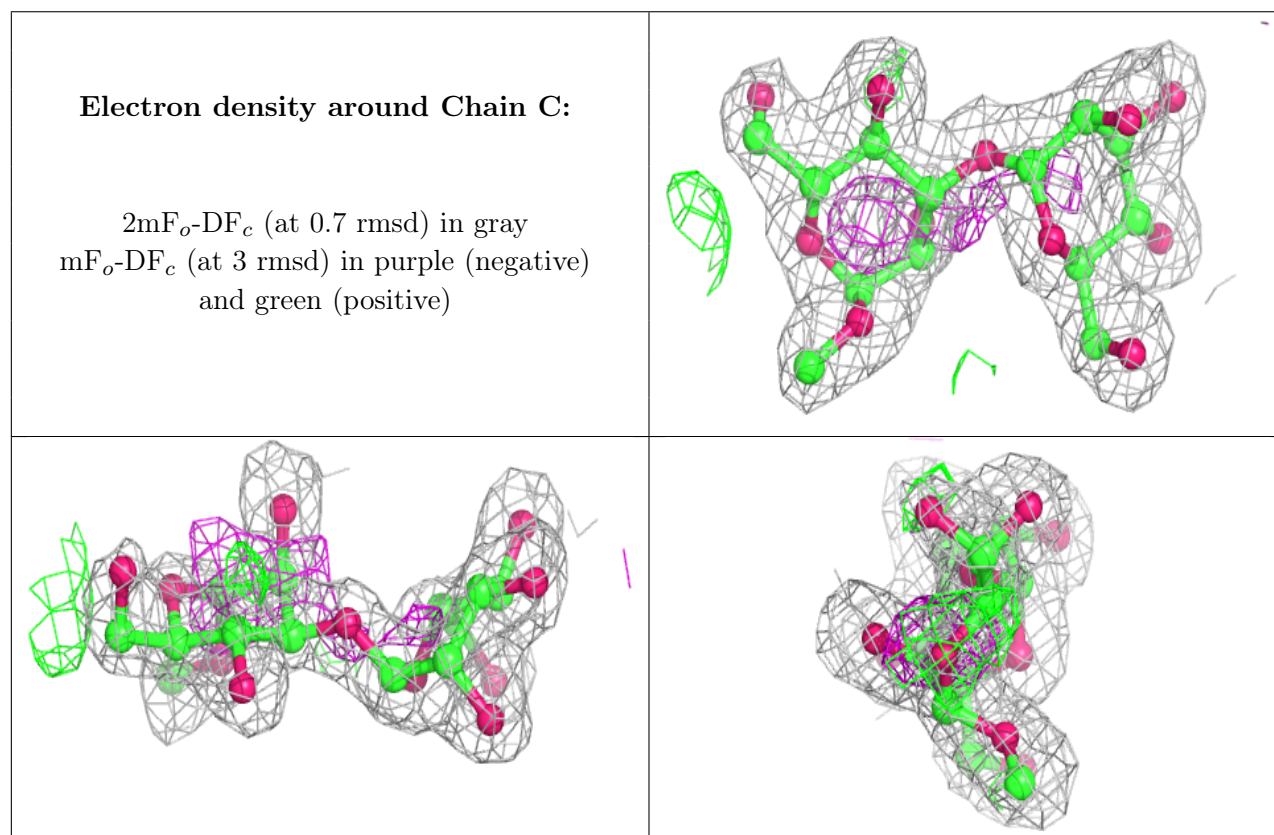 Electron density around Chain C:
2mFₒ-DF𝒸 (at 0.7 rmsd) in gray
mFₒ-DF𝒸 (at 3 rmsd) in purple (negative)
and green (positive)